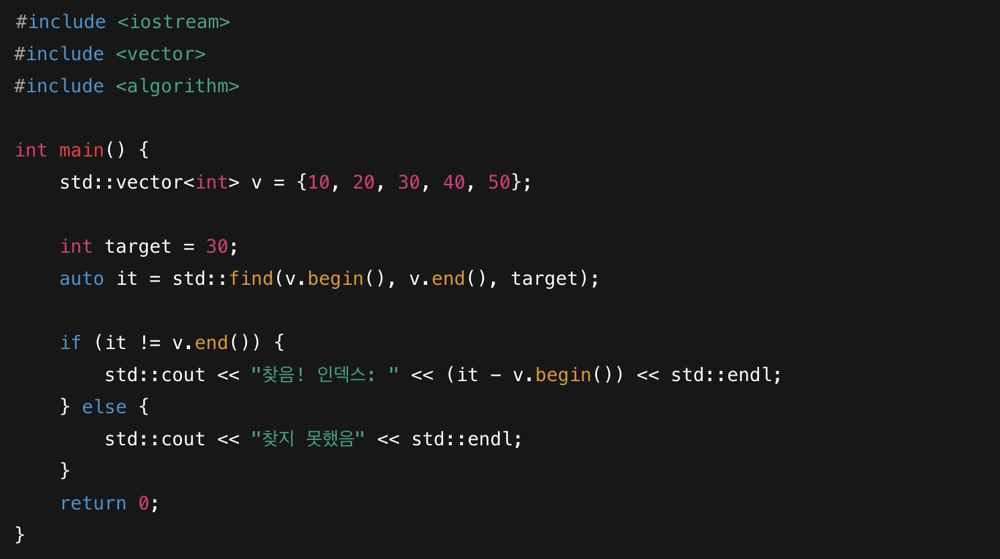 #include <iostream>
#include <vector>
#include <algorithm>
int main() {
    std::vector<int> v = {10, 20, 30, 40, 50};
    int target = 30;
    auto it = std::find(v.begin(), v.end(), target);
    if (it != v.end()) {
        std::cout << "찾음! 인덱스: " << (it - v.begin()) << std::endl;
    } else {
        std::cout << "찾지 못했음" << std::endl;
    }
    return 0;
}